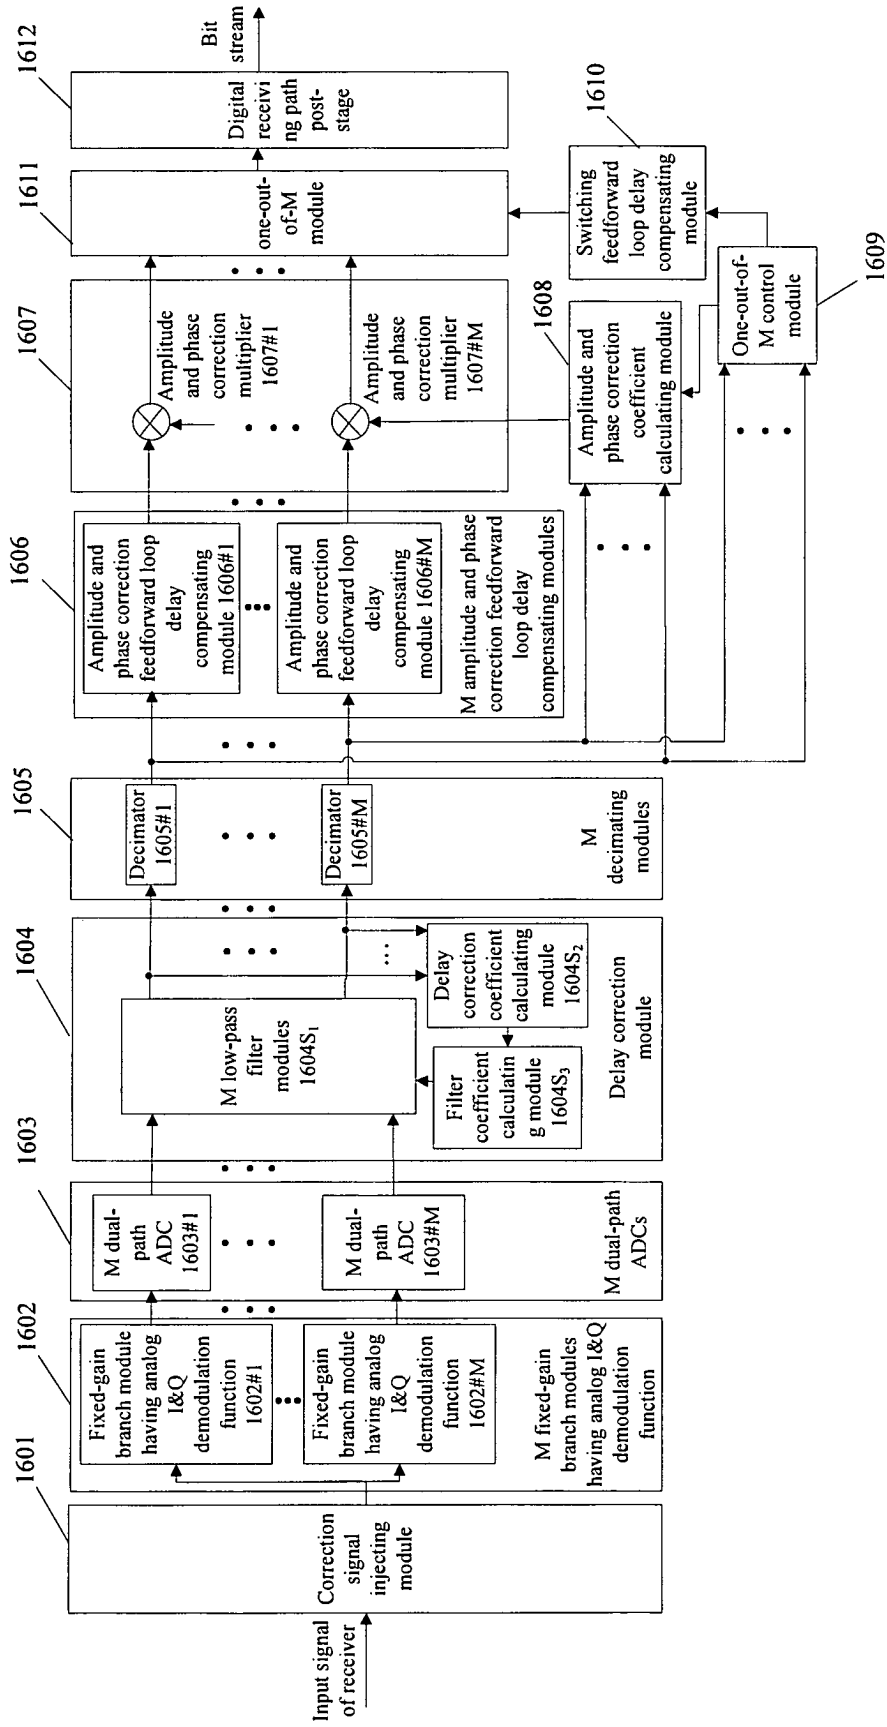 Input signal
of receiver
1601
Correction
signal
injecting
module
1602
Fixed-gain
branch module
having analog
I&Q
demodulation
function
1602#1
Fixed-gain
branch module
having analog
I&Q
demodulation
function
1602#M
M fixed-gain
branch modules
having analog I&Q
demodulation
function
1603
M dual-
path
ADC
1603#1
M dual-
path
ADC
1603#M
M dual-path
ADCs
1604
M low-pass
filter
modules
1604S₁
Filter
coefficient
calculatin
g module
1604S₃
Delay
correction
coefficient
calculating
module
1604S₂
Delay correction
module
1605
Decimator
1605#1
Decimator
1605#M
M
decimating
modules
1606
Amplitude and
phase correction
feedforward loop
delay
compensating
module 1606#1
Amplitude and
phase correction
feedforward loop
delay
compensating
module 1606#M
M amplitude and phase
correction feedforward
loop delay
compensating modules
1607
Amplitude
and phase
correction
multiplier
1607#1
Amplitude
and phase
correction
multiplier
1607#M
1608
Amplitude and
phase correction
coefficient
calculating module
One-out-of-
M control
module
1609
1610
Switching
feedforward
loop delay
compensating
module
1611
one-out-
of-M
module
1612
Digital
receivi
ng path
post-
stage
Bit
stream